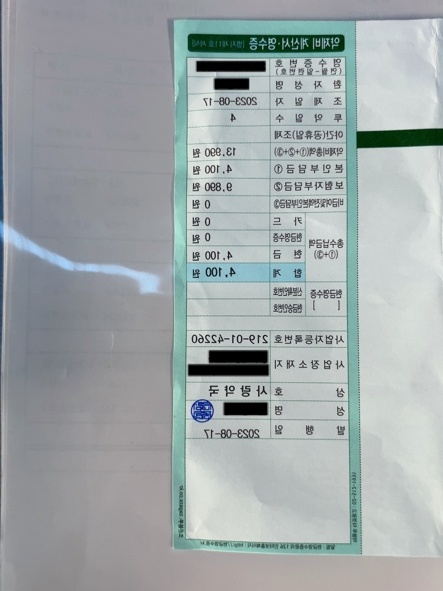 약제비 계산서·영수증 [별지 제11호 서식]
영수증번호
(연월-일련번호)
환자성명
조제일자 2023-08-17
투약일수 4
야간(공휴일)조제
약제비총액(①+②+③) 13,990 원
본인부담금① 4,100 원
보험자부담금② 9,890 원
비급여및전액본인부담금③ 0 원
총수납금액
(①+③)
카드 0 원
현금영수증 0 원
현금 4,100 원
합계 4,100 원
현금영수증
[ ]
신분확인번호
현금승인번호
사업자등록번호 219-01-42260
사업장소재지
상호 사랑약국
성명
발행일 2023-08-17